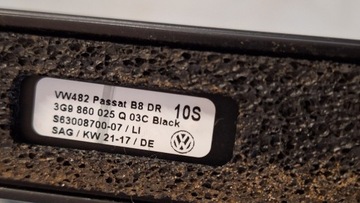 VW482 Passat B8 DR 10S
3G9 860 025 Q 03C Black
S63008700-07 / LI
SAG / KW 21-17 / DE